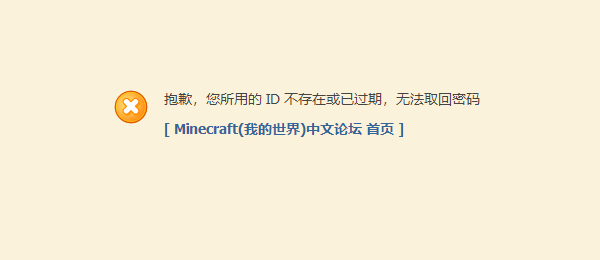 抱歉，您所用的 ID 不存在或已过期，无法取回密码
[ Minecraft(我的世界)中文论坛 首页 ]